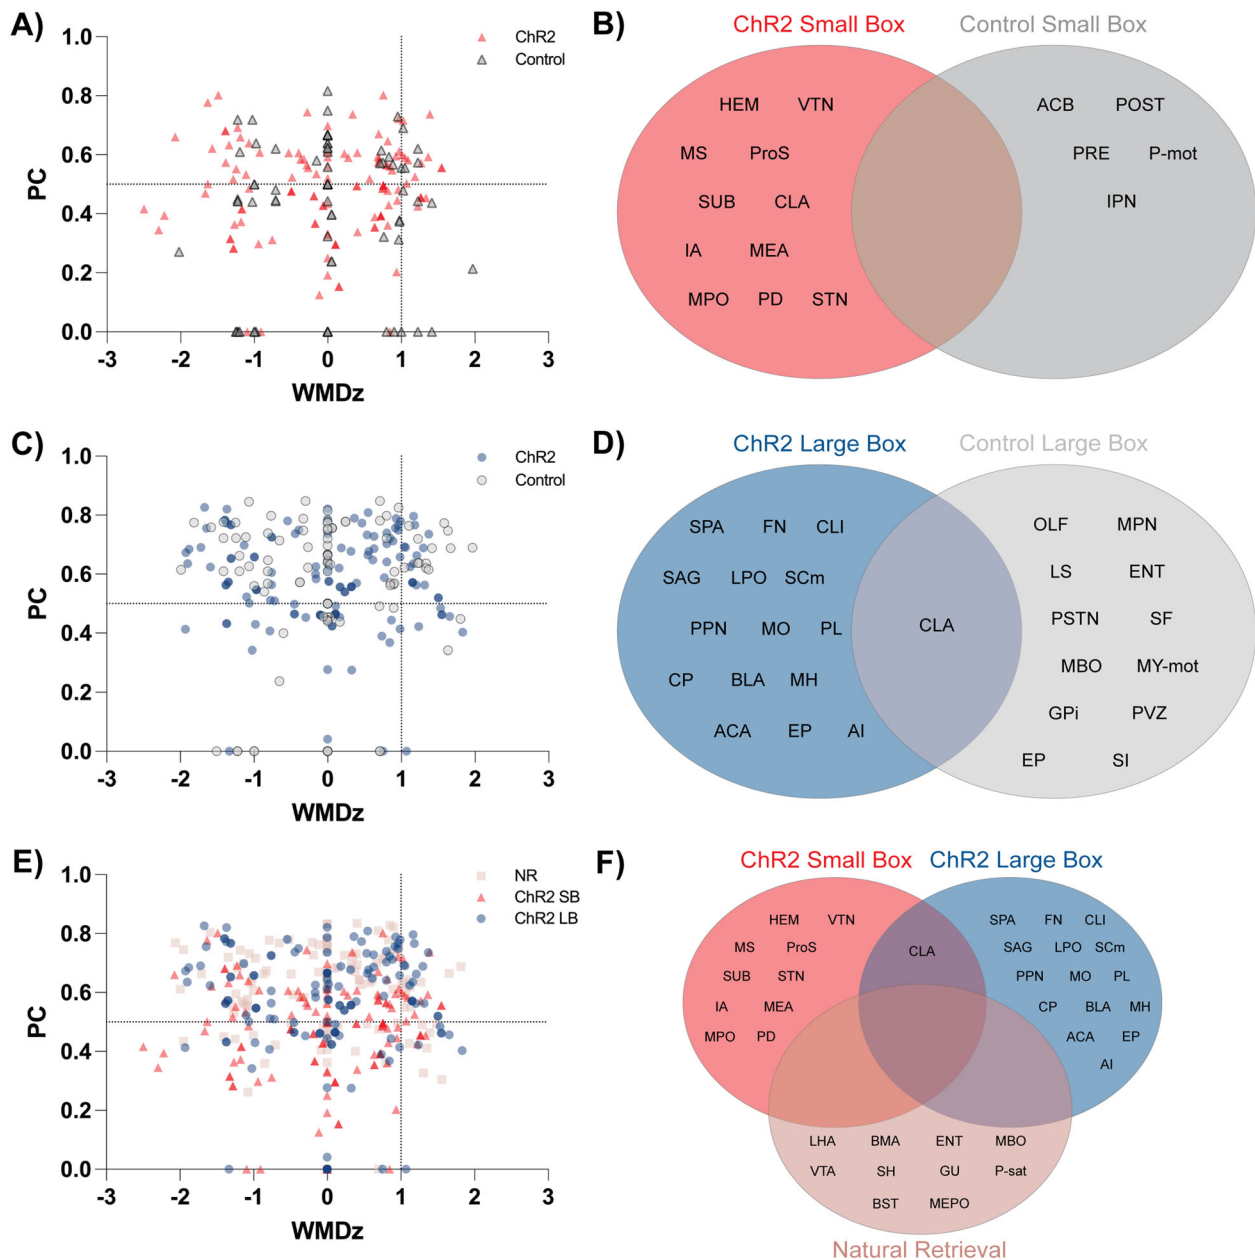 A)
ChR2
Control
1.0
0.8
0.6
0.4
0.2
0.0
PC
-3 -2 -1 0 1 2 3
WMDz
B)
ChR2 Small Box Control Small Box
HEM VTN
MS ProS
SUB CLA
IA MEA
MPO PD STN
ACB POST
PRE P-mot
IPN
C)
ChR2
Control
1.0
0.8
0.6
0.4
0.2
0.0
PC
-3 -2 -1 0 1 2 3
WMDz
D)
ChR2 Large Box Control Large Box
SPA FN CLI
SAG LPO SCm
PPN MO PL
CP BLA MH
ACA EP AI
CLA
OLF MPN
LS ENT
PSTN SF
MBO MY-mot
GPi PVZ
EP SI
E)
NR
ChR2 SB
ChR2 LB
1.0
0.8
0.6
0.4
0.2
0.0
PC
-3 -2 -1 0 1 2 3
WMDz
F)
ChR2 Small Box ChR2 Large Box
HEM VTN
MS ProS
SUB STN
IA MEA
MPO PD
CLA
SPA FN CLI
SAG LPO SCm
PPN MO PL
CP BLA MH
ACA EP
AI
LHA BMA ENT MBO
VTA SH GU P-sat
BST MEPO
Natural Retrieval